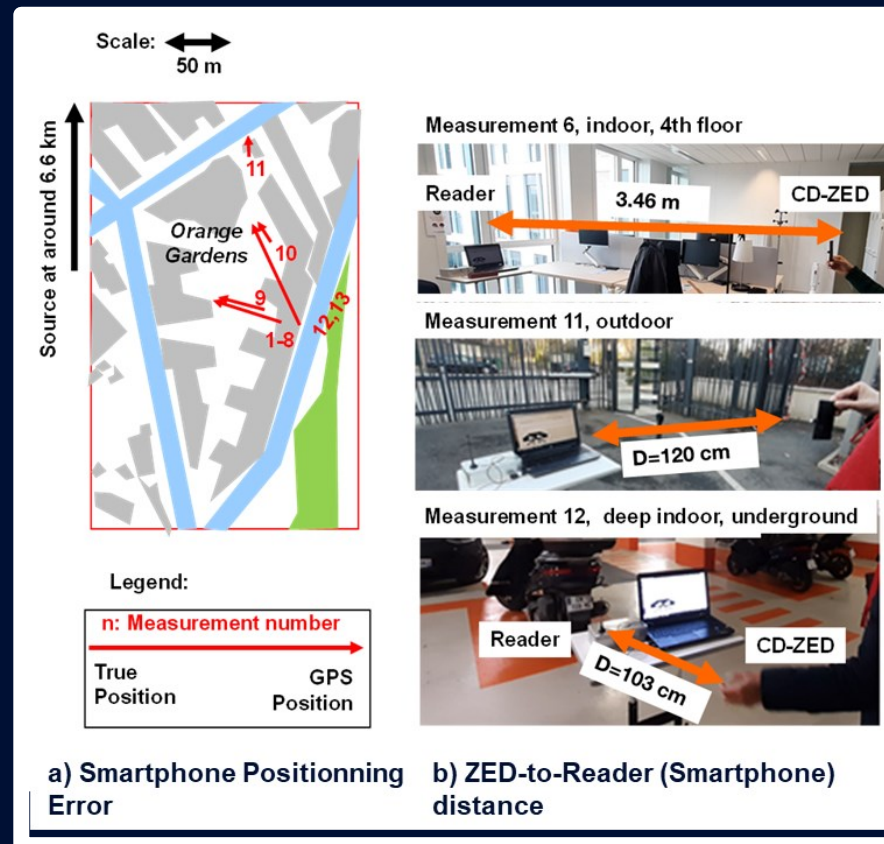 Scale:
50 m
Source at around 6.6 km
11
Orange
Gardens
10
9
1-8
12,13
Legend:
n: Measurement number
True
Position
GPS
Position
a) Smartphone Positionning
Error
Measurement 6, indoor, 4th floor
Reader
3.46 m
CD-ZED
Measurement 11, outdoor
D=120 cm
Measurement 12, deep indoor, underground
Reader
CD-ZED
D=103 cm
b) ZED-to-Reader (Smartphone)
distance